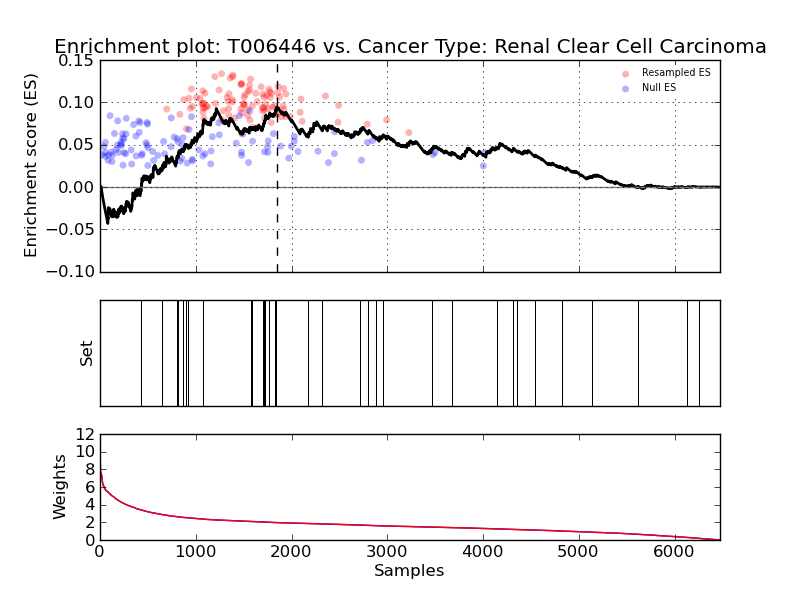 Enrichment plot: T006446 vs. Cancer Type: Renal Clear Cell Carcinoma
Enrichment score (ES)
0.15
0.10
0.05
0.00
−0.05
−0.10
Resampled ES
Null ES
Set
Weights
12
10
8
6
4
2
0
0 1000 2000 3000 4000 5000 6000
Samples